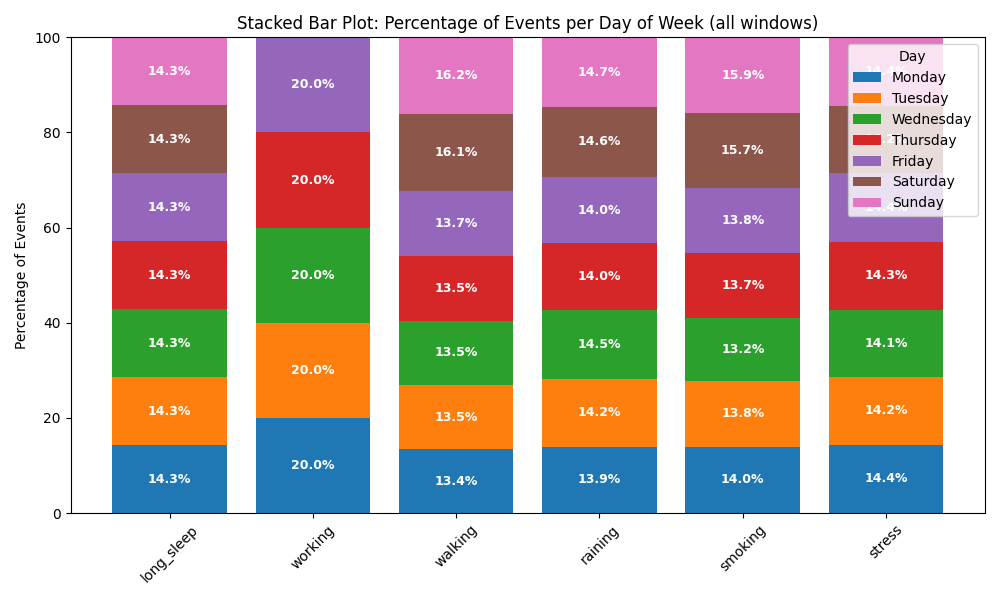 Stacked Bar Plot: Percentage of Events per Day of Week (all windows)
Percentage of Events
100
80
60
40
20
0
14.3% 16.2% 14.7% 15.9% 14.4%
14.3% 20.0% 16.1% 14.6% 15.7%
14.3% 20.0% 13.7% 14.0% 13.8% 14.4%
14.3% 20.0% 13.5% 14.0% 13.7% 14.3%
14.3% 20.0% 13.5% 14.5% 13.2% 14.1%
14.3% 20.0% 13.5% 14.2% 13.8% 14.2%
14.3% 13.4% 13.9% 14.0% 14.4%
Day
Monday
Tuesday
Wednesday
Thursday
Friday
Saturday
Sunday
long_sleep working walking raining smoking stress